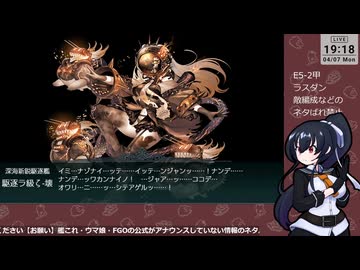 LIVE
19:18
04/07 Mon
E5-2甲
ラスダン
敵編成などの
ネタばれ禁止
深海新鋭駆逐艦
駆逐ラ級ζ-壊
イミ…ナゾナイ…ッテ……イッテ…ンジャンッ……！ナンデ……
ナンデ…ッワカンナイノ！　…ジャア…ッ……ココデ…
オワリ…ニ……ッ…シテアゲルッ……！
ください【お願い】艦これ・ウマ娘・FGOの公式がアナウンスしていない情報のネタ